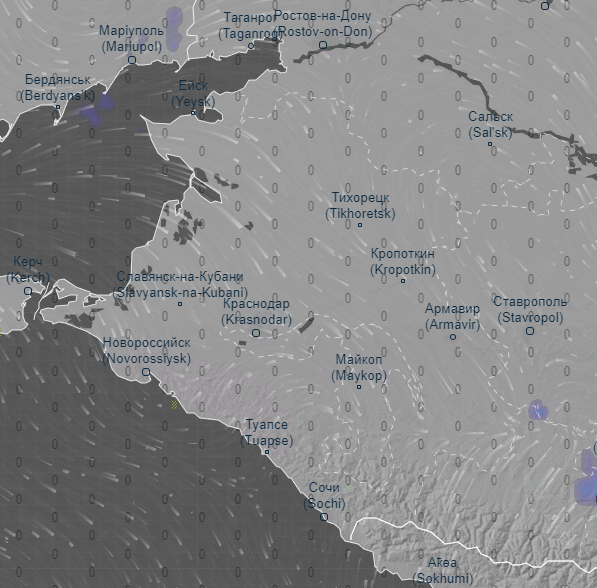 Таганрог Ростов-на-Дону
(Taganrog) (Rostov-on-Don)
Маріуполь
(Mariupol)
Бердянськ
(Berdyans'k)
Ейск
(Yeysk)
Сальск
(Sal'sk)
Тихорецк
(Tikhoretsk)
Кропоткин
(Kropotkin)
Керч
(Kerch)
Славянск-на-Кубани
(Slavyansk-na-Kubani)
Краснодар
(Krasnodar)
Армавир
(Armavir)
Ставрополь
(Stavropol)
Новороссийск
(Novorossiysk)
Майкоп
(Maykop)
Туапсе
(Tuapse)
Сочи
(Sochi)
Аҟəа
(Sokhumi)